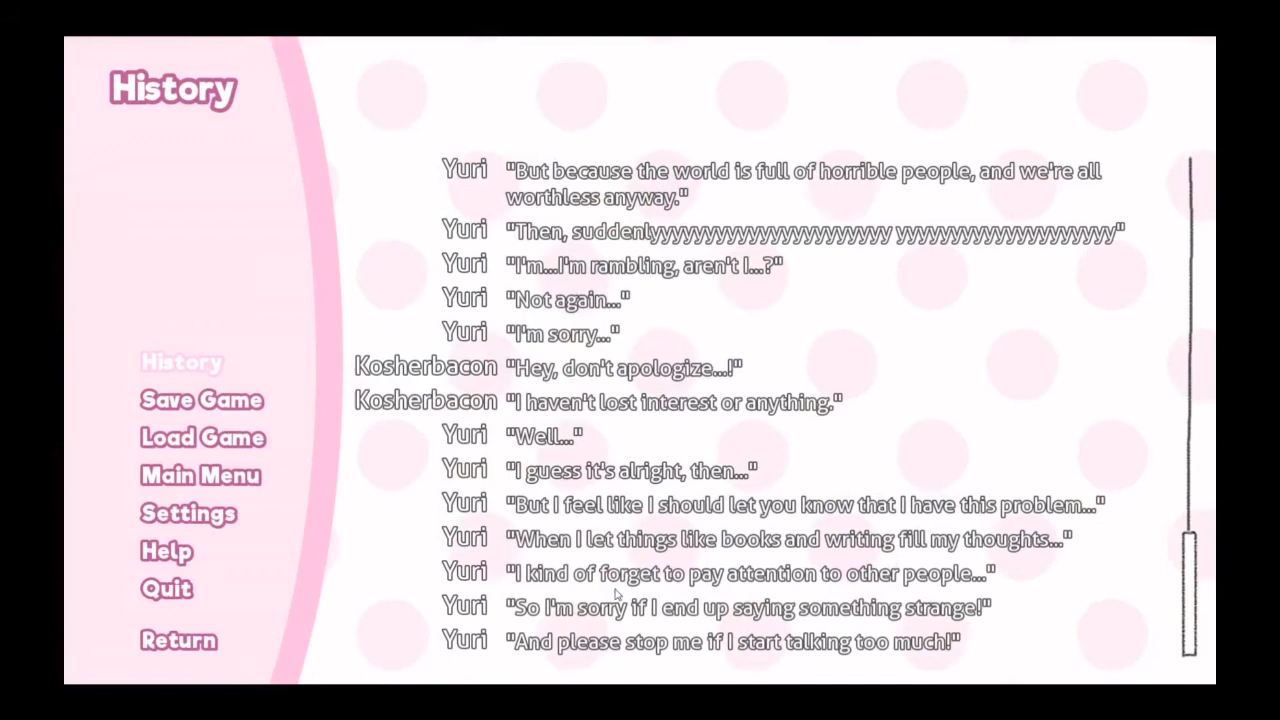 History
Yuri "But because the world is full of horrible people, and we're all
worthless anyway."
Yuri "Then, suddenlyyyyyyyyyyyyyyyyyyyyyyy yyyyyyyyyyyyyyyyyyyyy"
Yuri "I'm...I'm rambling, aren't I...?"
Yuri "Not again..."
Yuri "I'm sorry..."
Kosherbacon "Hey, don't apologize...!"
Kosherbacon "I haven't lost interest or anything."
Yuri "Well..."
Yuri "I guess it's alright, then..."
Yuri "But I feel like I should let you know that I have this problem..."
Yuri "When I let things like books and writing fill my thoughts..."
Yuri "I kind of forget to pay attention to other people..."
Yuri "So I'm sorry if I end up saying something strange!"
Yuri "And please stop me if I start talking too much!"
History
Save Game
Load Game
Main Menu
Settings
Help
Quit
Return